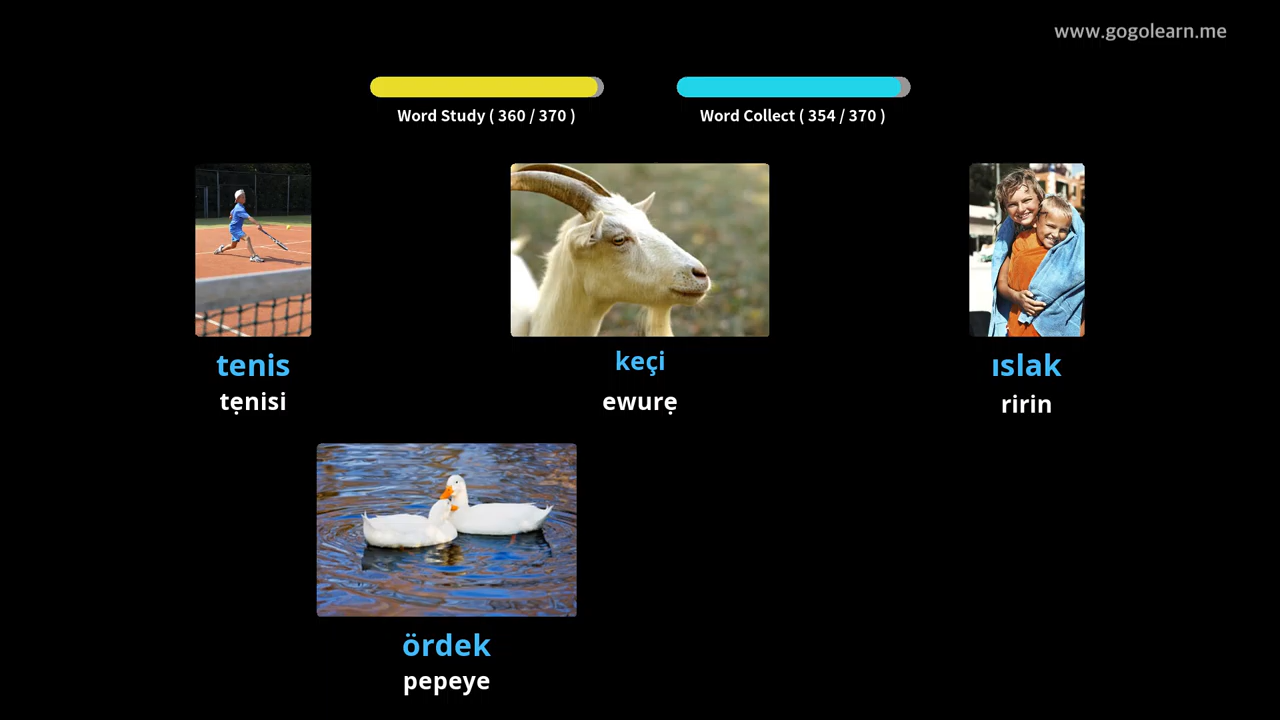 www.gogolearn.me
Word Study ( 360 / 370 )
Word Collect ( 354 / 370 )
tenis
tẹnisi
keçi
ewurẹ
ıslak
ririn
ördek
pepeye